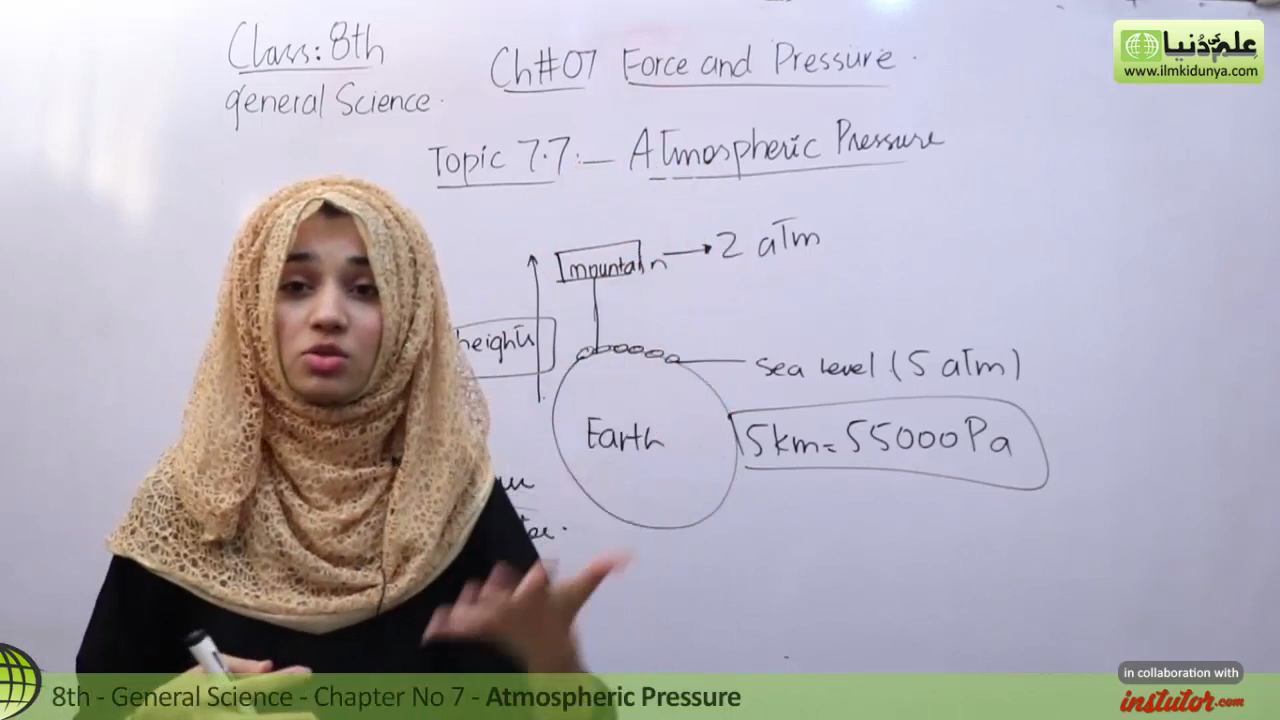 Class: 8th
general Science.
Ch#07 Force and Pressure.
Topic 7.7:— Atmospheric Pressure
mountain → 2 atm
height
sea level (5 atm)
Earth
5km = 55000Pa
علم کی دنیا
www.ilmkidunya.com
8th - General Science - Chapter No 7 - Atmospheric Pressure
in collaboration with
instutor.com